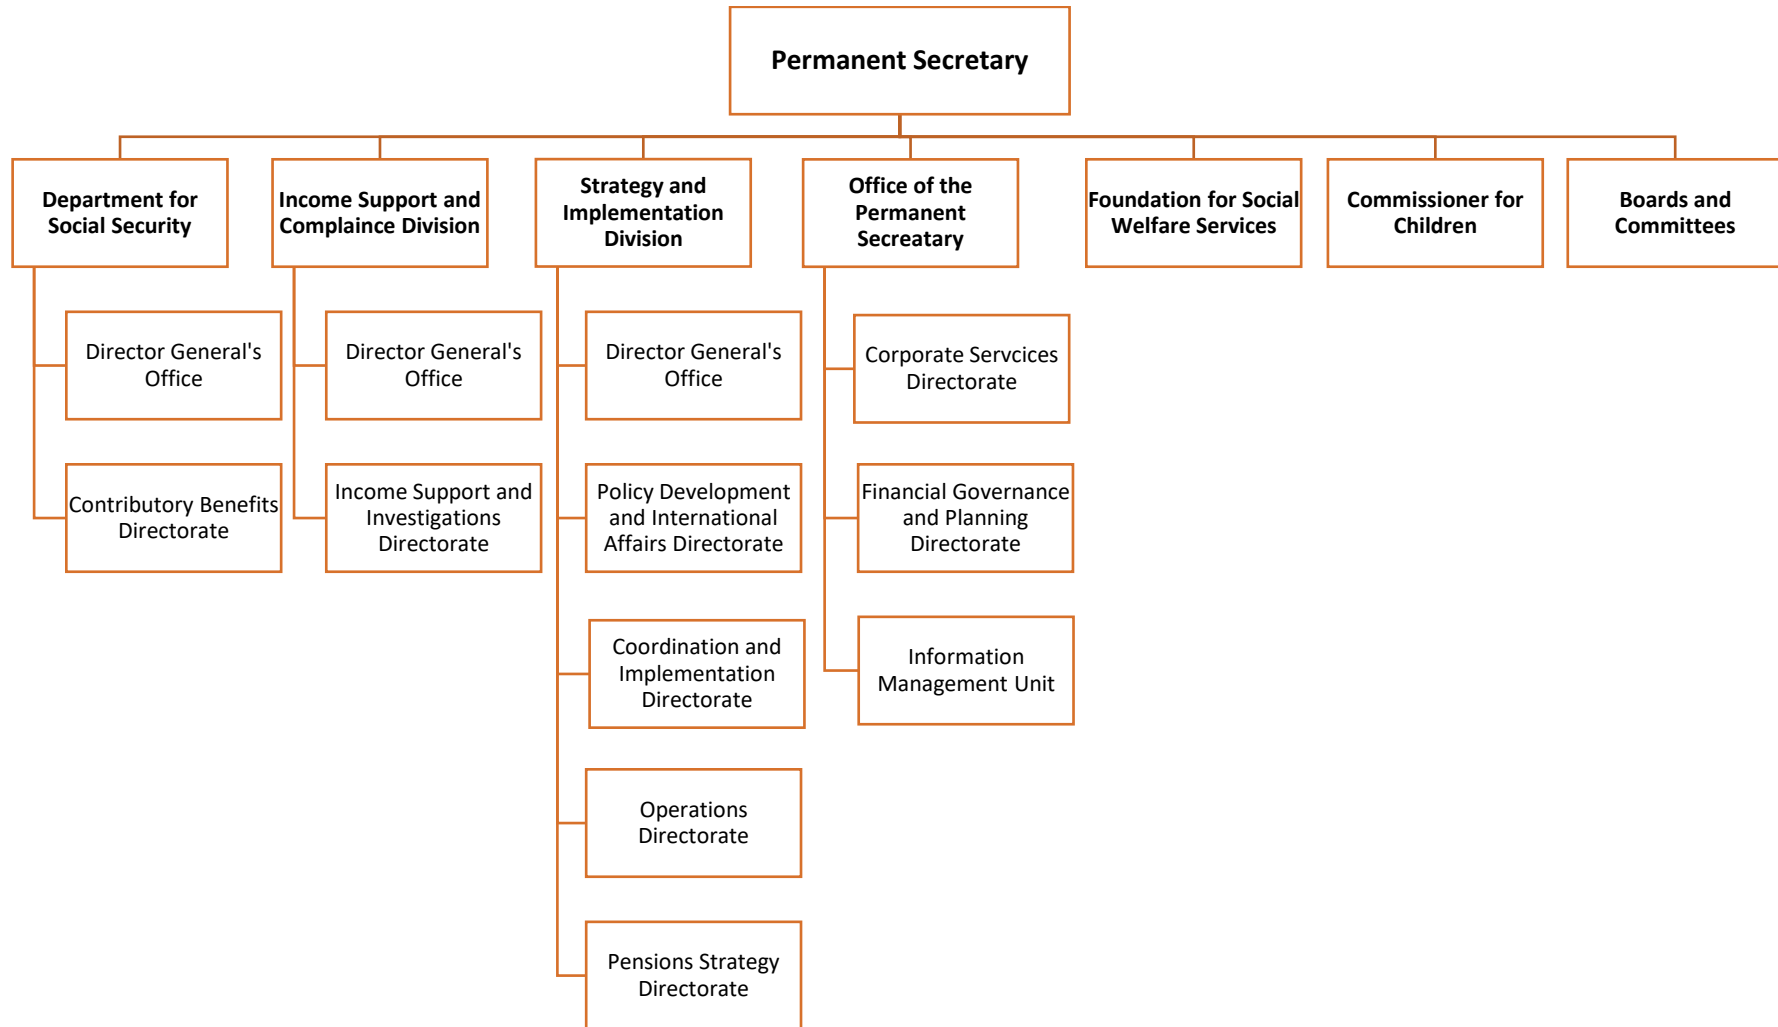 Permanent Secretary
Department for
Social Security
Income Support and
Complaince Division
Strategy and
Implementation
Division
Office of the
Permanent
Secreatary
Foundation for Social
Welfare Services
Commissioner for
Children
Boards and
Committees
Director General's
Office
Contributory Benefits
Directorate
Director General's
Office
Income Support and
Investigations
Directorate
Director General's
Office
Policy Development
and International
Affairs Directorate
Coordination and
Implementation
Directorate
Operations
Directorate
Pensions Strategy
Directorate
Corporate Servcices
Directorate
Financial Governance
and Planning
Directorate
Information
Management Unit